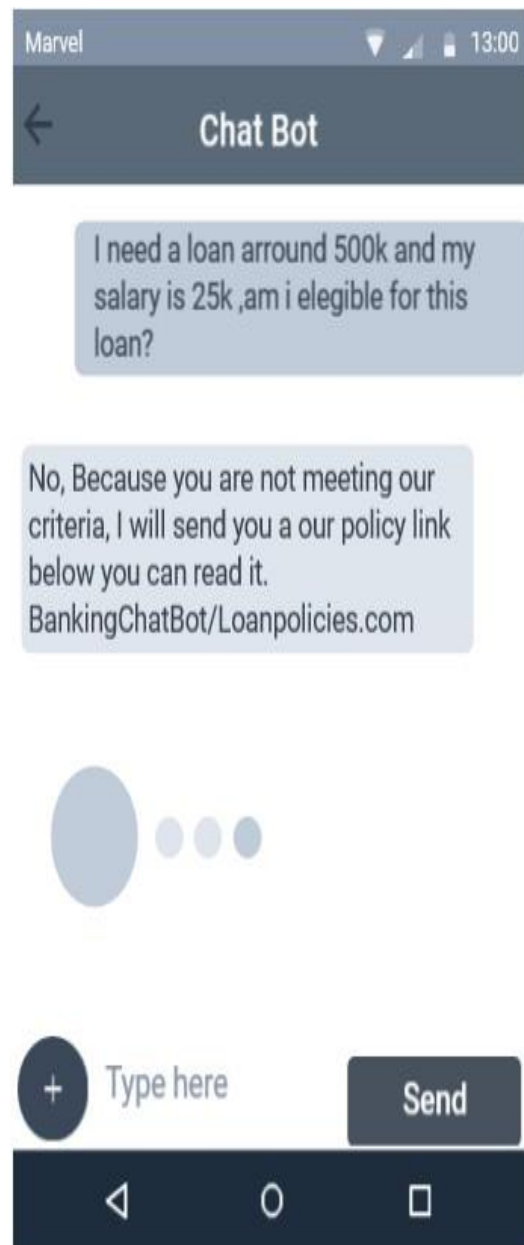 Marvel 13:00
Chat Bot
I need a loan arround 500k and my
salary is 25k ,am i elegible for this
loan?
No, Because you are not meeting our
criteria, I will send you a our policy link
below you can read it.
BankingChatBot/Loanpolicies.com
+ Type here Send